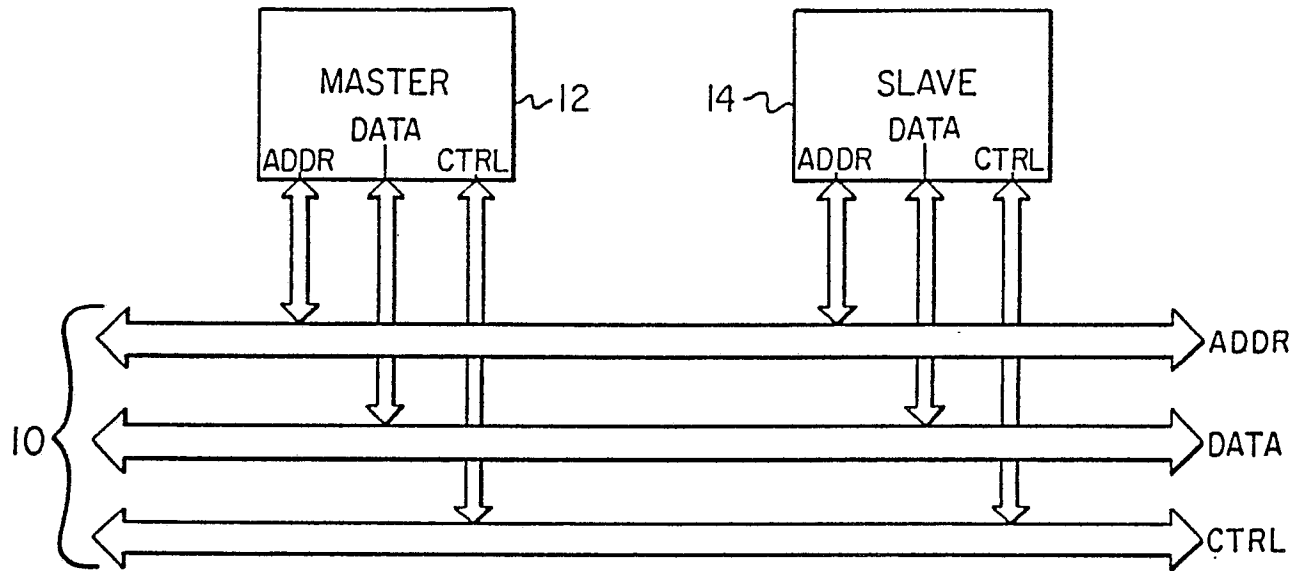 MASTER
DATA
ADDR
CTRL
12
14
SLAVE
DATA
ADDR
CTRL
10
ADDR
DATA
CTRL